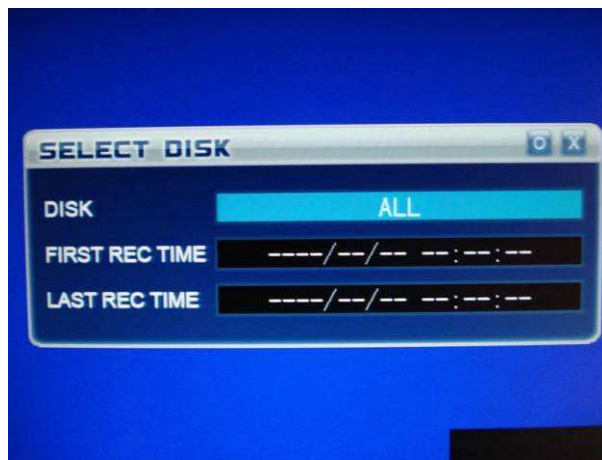 SELECT DISK O X
DISK ALL
FIRST REC TIME ----/--/-- --:--:--
LAST REC TIME ----/--/-- --:--:--